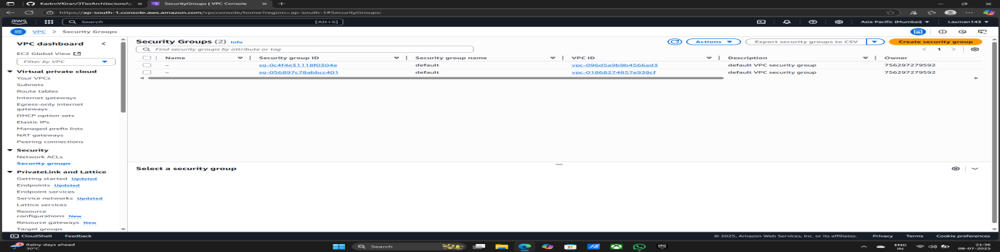 KastroVKiran/3TierArchitectureAp
SecurityGroups | VPC Console
https://ap-south-1.console.aws.amazon.com/vpcconsole/home?region=ap-south-1#SecurityGroups:
aws
Search
[Alt+S]
Asia Pacific (Mumbai)
Laxman143
VPC > Security Groups
VPC dashboard
EC2 Global View
Filter by VPC
Virtual private cloud
Your VPCs
Subnets
Route tables
Internet gateways
Egress-only internet
gateways
DHCP option sets
Elastic IPs
Managed prefix lists
NAT gateways
Peering connections
Security
Network ACLs
Security groups
PrivateLink and Lattice
Getting started Updated
Endpoints Updated
Endpoint services
Service networks Updated
Lattice services
Resource
configurations New
Resource gateways New
Target groups
Security Groups (2) Info
Actions
Export security groups to CSV
Create security group
Find security groups by attribute or tag
< 1 >
Name | Security group ID | Security group name | VPC ID | Description | Owner
– sg-0c4f4e31118f0304e default vpc-096d5a9b9b4566ad3 default VPC security group 756297279592
– sg-056897c78abbcc401 default vpc-01868274857e938cf default VPC security group 756297279592
Select a security group
CloudShell Feedback
© 2025, Amazon Web Services, Inc. or its affiliates. Privacy Terms Cookie preferences
Rainy days ahead
30°C
Search
ENG
IN
21:36
08-07-2025